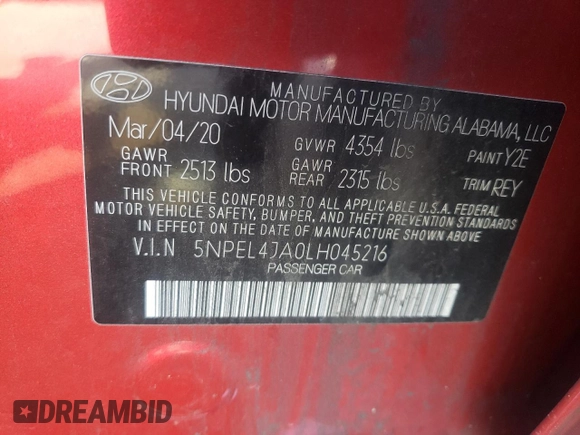 MANUFACTURED BY
HYUNDAI MOTOR MANUFACTURING ALABAMA, LLC
Mar/04/20 GVWR 4354 lbs PAINT Y2E
GAWR FRONT 2513 lbs GAWR REAR 2315 lbs TRIM REY
THIS VEHICLE CONFORMS TO ALL APPLICABLE U.S.A. FEDERAL
MOTOR VEHICLE SAFETY, BUMPER, AND THEFT PREVENTION STANDARDS
IN EFFECT ON THE DATE OF MANUFACTURE SHOWN ABOVE.
V.I.N 5NPEL4JA0LH045216
PASSENGER CAR
DREAMBID